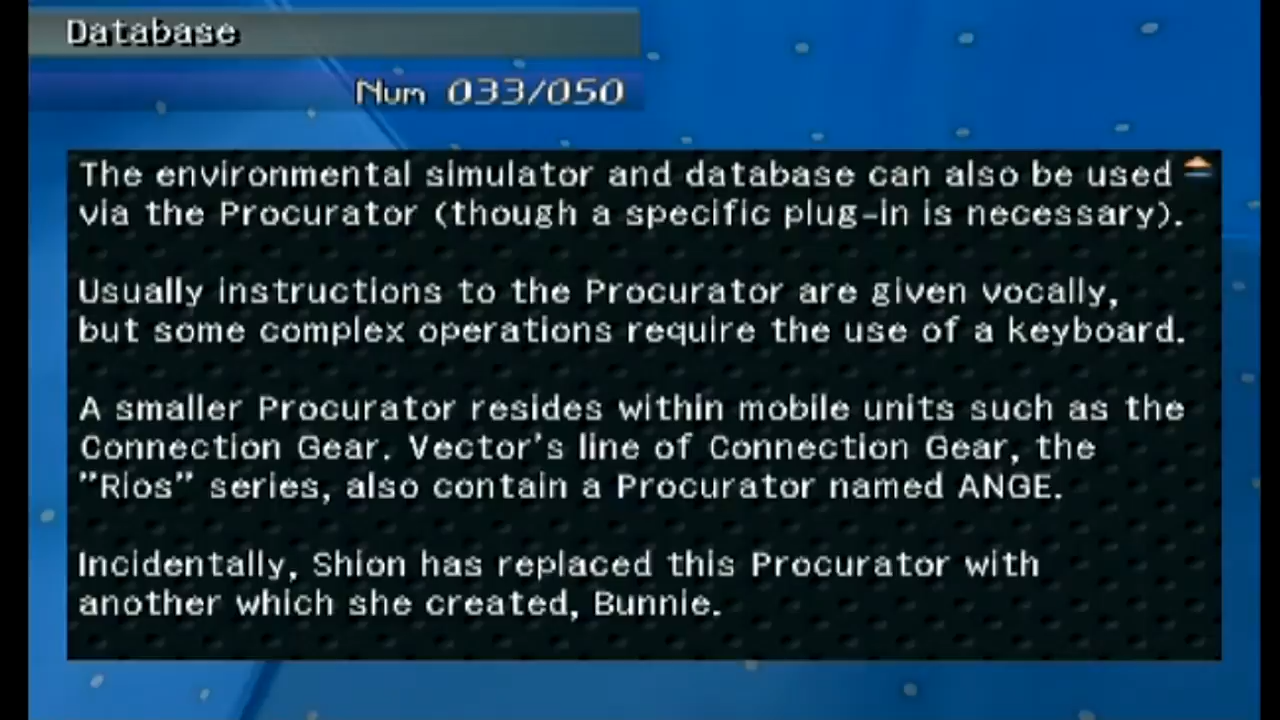 Database
Num 033/050
The environmental simulator and database can also be used
via the Procurator (though a specific plug-in is necessary).
Usually instructions to the Procurator are given vocally,
but some complex operations require the use of a keyboard.
A smaller Procurator resides within mobile units such as the
Connection Gear. Vector's line of Connection Gear, the
"Rios" series, also contain a Procurator named ANGE.
Incidentally, Shion has replaced this Procurator with
another which she created, Bunnie.